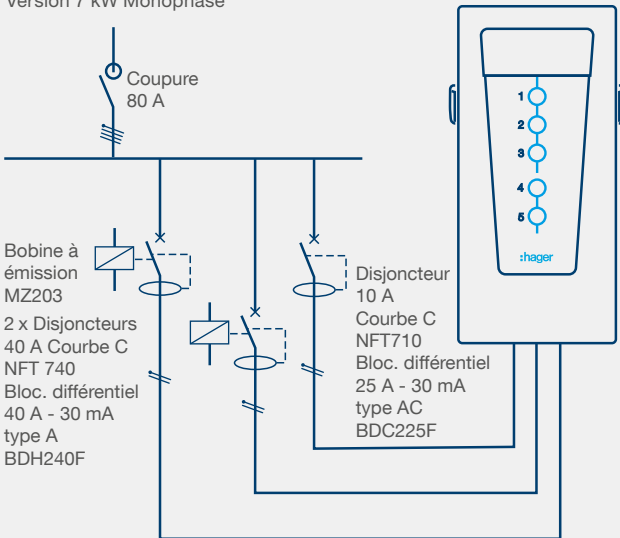 Version 7 kW Monophasé
Coupure
80 A
1
2
3
4
5
:hager
Bobine à
émission
MZ203
2 x Disjoncteurs
40 A Courbe C
NFT 740
Bloc. différentiel
40 A - 30 mA
type A
BDH240F
Disjoncteur
10 A
Courbe C
NFT710
Bloc. différentiel
25 A - 30 mA
type AC
BDC225F